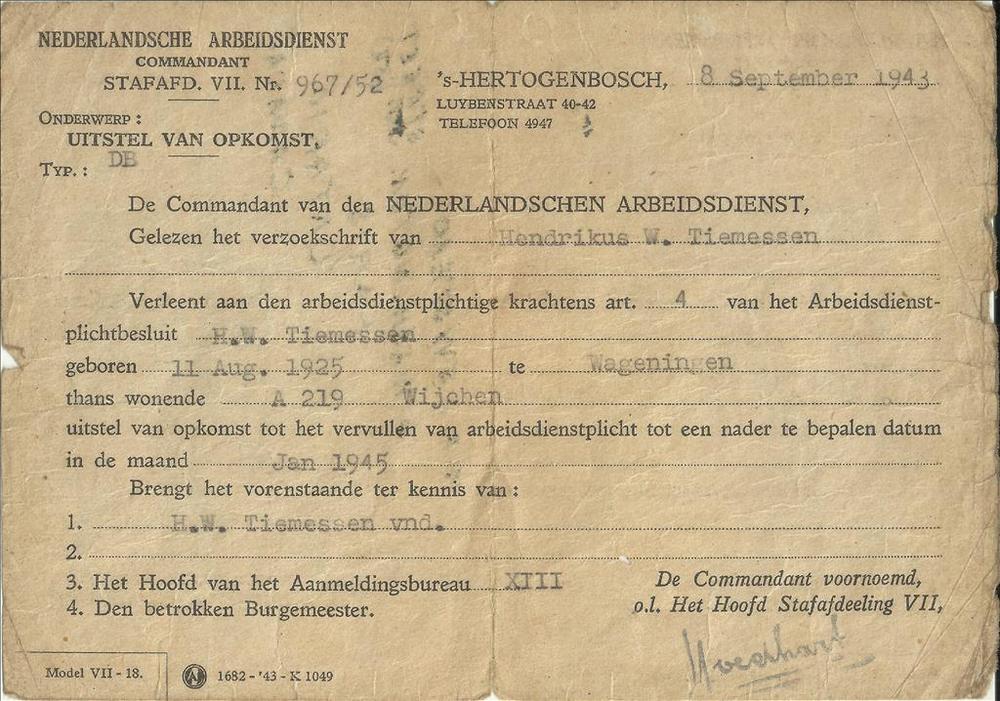 NEDERLANDSCHE ARBEIDSDIENST
COMMANDANT
STAFAFD. VII. Nr. 967/52
's-HERTOGENBOSCH, 8 September 1943
LUYBENSTRAAT 40-42
TELEFOON 4947
ONDERWERP:
UITSTEL VAN OPKOMST.
TYP.: DB
De Commandant van den NEDERLANDSCHEN ARBEIDSDIENST,
Gelezen het verzoekschrift van Hendrikus W. Tiemessen
Verleent aan den arbeidsdienstplichtige krachtens art. 4 van het Arbeidsdienst-
plichtbesluit H.W. Tiemessen
geboren 11 Aug. 1925 te Wageningen
thans wonende A 219 Wijchen
uitstel van opkomst tot het vervullen van arbeidsdienstplicht tot een nader te bepalen datum
in de maand Jan 1945
Brengt het vorenstaande ter kennis van:
1. H.W. Tiemessen vnd.
2.
3. Het Hoofd van het Aanmeldingsbureau XIII
4. Den betrokken Burgemeester.
De Commandant voornoemd,
o.l. Het Hoofd Stafafdeeling VII,
Model VII - 18.
1682 - '43 - K 1049